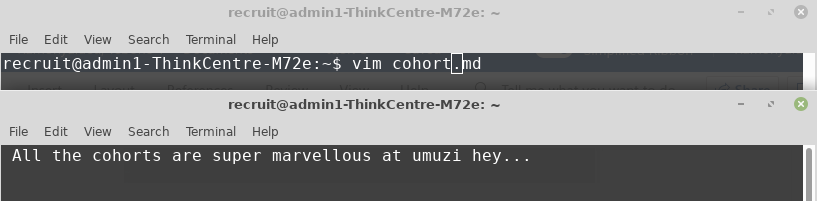 recruit@admin1-ThinkCentre-M72e: ~
File Edit View Search Terminal Help
recruit@admin1-ThinkCentre-M72e:~$ vim cohort.md
recruit@admin1-ThinkCentre-M72e: ~
File Edit View Search Terminal Help
All the cohorts are super marvellous at umuzi hey...